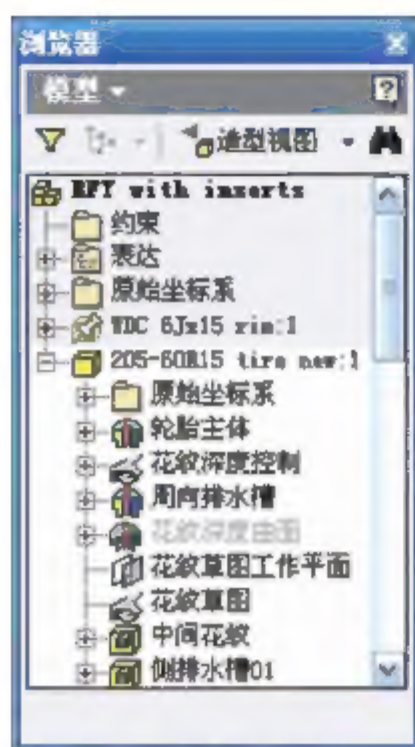 浏览器
模型
造型视图
RFT with inserts
约束
表达
原始坐标系
TDC 6Jx15 rim:1
205-60R15 tire new:1
原始坐标系
轮胎主体
花纹深度控制
周向排水槽
花纹深度曲面
花纹草图工作平面
花纹草图
中间花纹
侧排水槽01